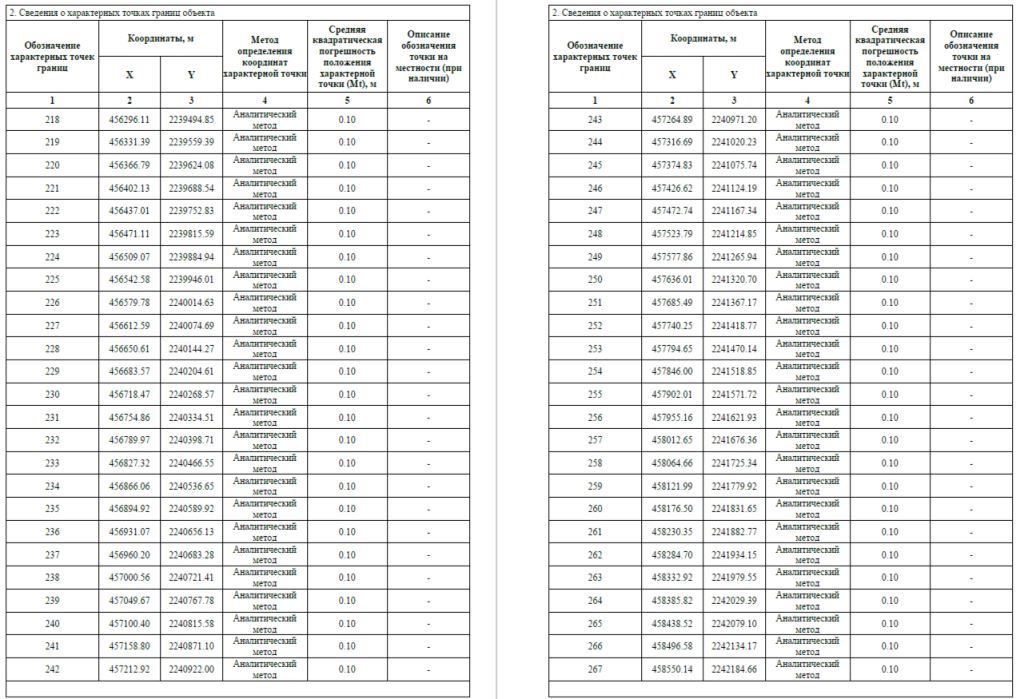 2. Сведения о характерных точках границ объекта
Обозначение характерных точек границ | Координаты, м | Метод определения координат характерной точки | Средняя квадратическая погрешность положения характерной точки (Mt), м | Описание обозначения точки на местности (при наличии)
X | Y
1 | 2 | 3 | 4 | 5 | 6
218 | 456296.11 | 2239494.85 | Аналитический метод | 0.10 | -
219 | 456331.39 | 2239559.39 | Аналитический метод | 0.10 | -
220 | 456366.79 | 2239624.08 | Аналитический метод | 0.10 | -
221 | 456402.13 | 2239688.54 | Аналитический метод | 0.10 | -
222 | 456437.01 | 2239752.83 | Аналитический метод | 0.10 | -
223 | 456471.11 | 2239815.59 | Аналитический метод | 0.10 | -
224 | 456509.07 | 2239884.94 | Аналитический метод | 0.10 | -
225 | 456542.58 | 2239946.01 | Аналитический метод | 0.10 | -
226 | 456579.78 | 2240014.63 | Аналитический метод | 0.10 | -
227 | 456612.59 | 2240074.69 | Аналитический метод | 0.10 | -
228 | 456650.61 | 2240144.27 | Аналитический метод | 0.10 | -
229 | 456683.57 | 2240204.61 | Аналитический метод | 0.10 | -
230 | 456718.47 | 2240268.57 | Аналитический метод | 0.10 | -
231 | 456754.86 | 2240334.51 | Аналитический метод | 0.10 | -
232 | 456789.97 | 2240398.71 | Аналитический метод | 0.10 | -
233 | 456827.32 | 2240466.55 | Аналитический метод | 0.10 | -
234 | 456866.06 | 2240536.65 | Аналитический метод | 0.10 | -
235 | 456894.92 | 2240589.92 | Аналитический метод | 0.10 | -
236 | 456931.07 | 2240656.13 | Аналитический метод | 0.10 | -
237 | 456960.20 | 2240683.28 | Аналитический метод | 0.10 | -
238 | 457000.56 | 2240721.41 | Аналитический метод | 0.10 | -
239 | 457049.67 | 2240767.78 | Аналитический метод | 0.10 | -
240 | 457100.40 | 2240815.58 | Аналитический метод | 0.10 | -
241 | 457158.80 | 2240871.10 | Аналитический метод | 0.10 | -
242 | 457212.92 | 2240922.00 | Аналитический метод | 0.10 | -
2. Сведения о характерных точках границ объекта
Обозначение характерных точек границ | Координаты, м | Метод определения координат характерной точки | Средняя квадратическая погрешность положения характерной точки (Mt), м | Описание обозначения точки на местности (при наличии)
X | Y
1 | 2 | 3 | 4 | 5 | 6
243 | 457264.89 | 2240971.20 | Аналитический метод | 0.10 | -
244 | 457316.69 | 2241020.23 | Аналитический метод | 0.10 | -
245 | 457374.83 | 2241075.74 | Аналитический метод | 0.10 | -
246 | 457426.62 | 2241124.19 | Аналитический метод | 0.10 | -
247 | 457472.74 | 2241167.34 | Аналитический метод | 0.10 | -
248 | 457523.79 | 2241214.85 | Аналитический метод | 0.10 | -
249 | 457577.86 | 2241265.94 | Аналитический метод | 0.10 | -
250 | 457636.01 | 2241320.70 | Аналитический метод | 0.10 | -
251 | 457685.49 | 2241367.17 | Аналитический метод | 0.10 | -
252 | 457740.25 | 2241418.77 | Аналитический метод | 0.10 | -
253 | 457794.65 | 2241470.14 | Аналитический метод | 0.10 | -
254 | 457846.00 | 2241518.85 | Аналитический метод | 0.10 | -
255 | 457902.01 | 2241571.72 | Аналитический метод | 0.10 | -
256 | 457955.16 | 2241621.93 | Аналитический метод | 0.10 | -
257 | 458012.65 | 2241676.36 | Аналитический метод | 0.10 | -
258 | 458064.66 | 2241725.34 | Аналитический метод | 0.10 | -
259 | 458121.99 | 2241779.92 | Аналитический метод | 0.10 | -
260 | 458176.50 | 2241831.65 | Аналитический метод | 0.10 | -
261 | 458230.35 | 2241882.77 | Аналитический метод | 0.10 | -
262 | 458284.70 | 2241934.15 | Аналитический метод | 0.10 | -
263 | 458332.92 | 2241979.55 | Аналитический метод | 0.10 | -
264 | 458385.82 | 2242029.39 | Аналитический метод | 0.10 | -
265 | 458438.52 | 2242079.10 | Аналитический метод | 0.10 | -
266 | 458496.58 | 2242134.17 | Аналитический метод | 0.10 | -
267 | 458550.14 | 2242184.66 | Аналитический метод | 0.10 | -